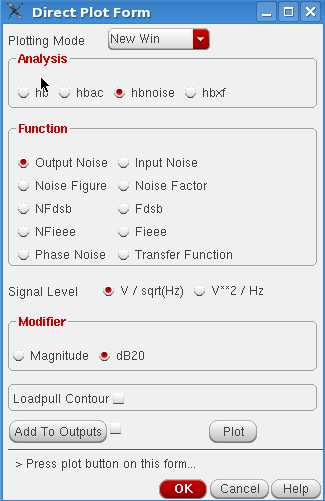 Direct Plot Form
Plotting Mode New Win
Analysis
hb hbac hbnoise hbxf
Function
Output Noise Input Noise
Noise Figure Noise Factor
NFdsb Fdsb
NFieee Fieee
Phase Noise Transfer Function
Signal Level V / sqrt(Hz) V**2 / Hz
Modifier
Magnitude dB20
Loadpull Contour
Add To Outputs Plot
> Press plot button on this form...
OK Cancel Help